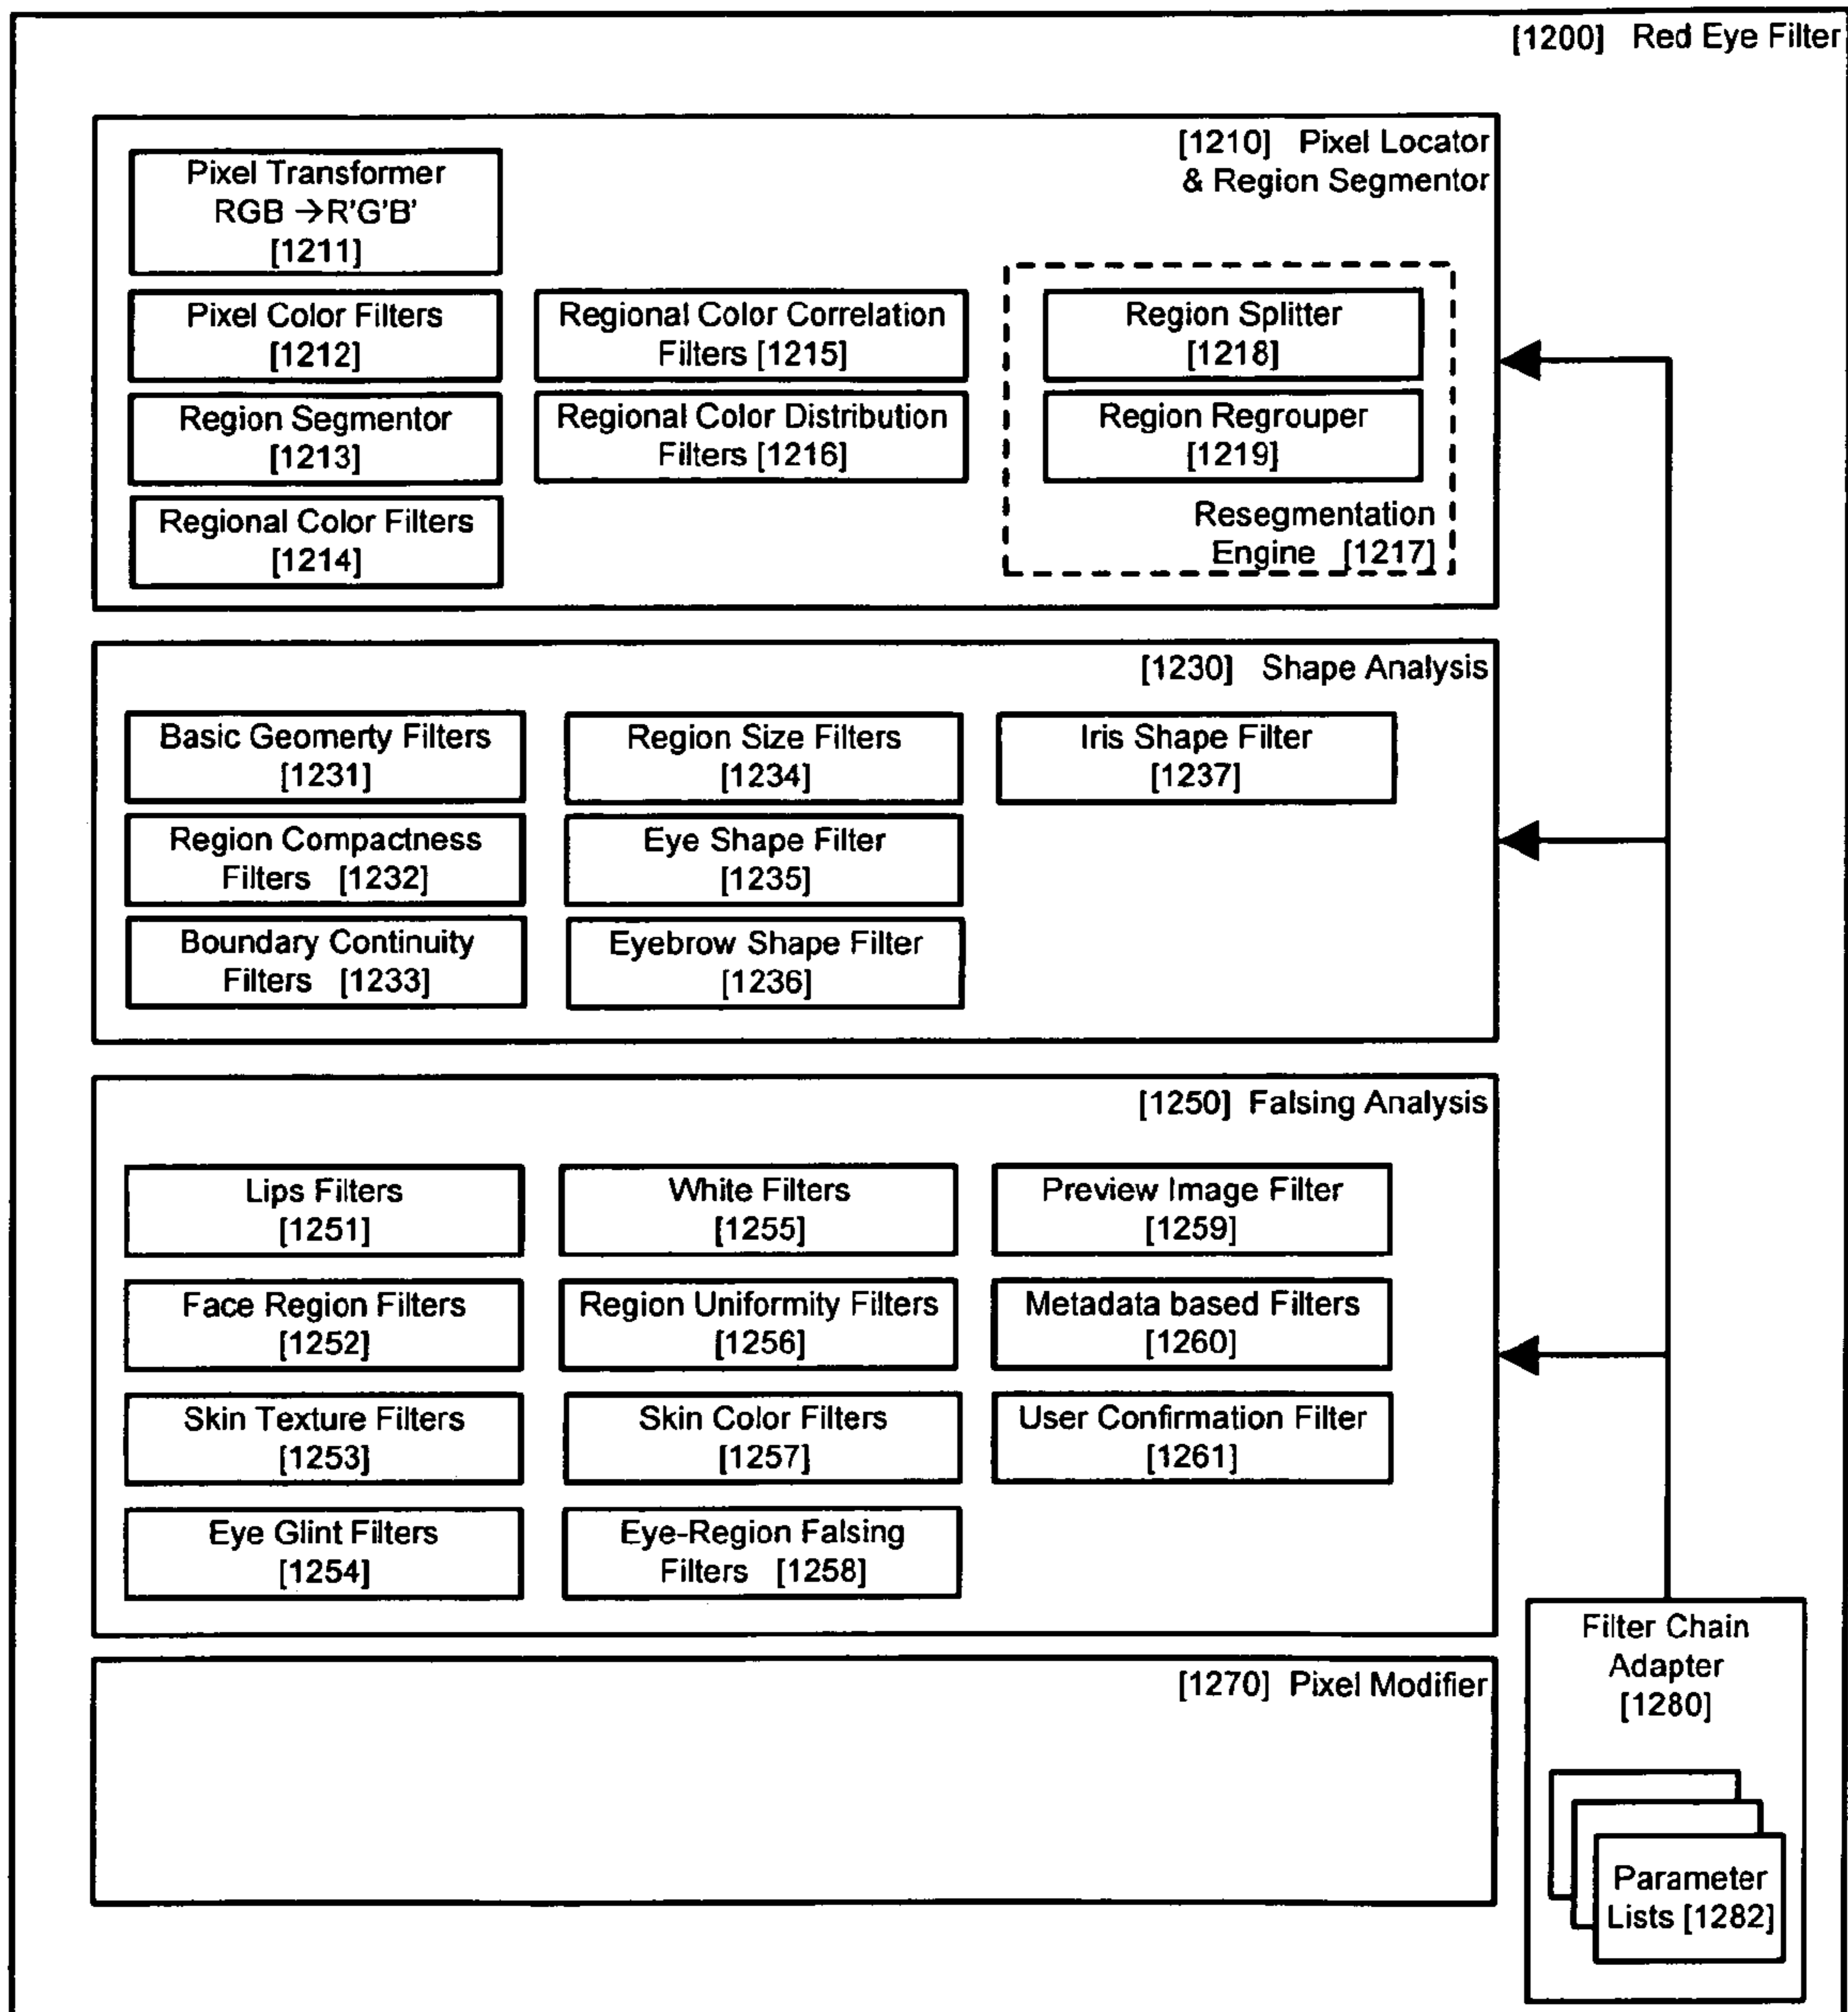 [1200] Red Eye Filter
[1210] Pixel Locator
& Region Segmentor
Pixel Transformer
RGB →R'G'B'
[1211]
Pixel Color Filters
[1212]
Region Segmentor
[1213]
Regional Color Filters
[1214]
Regional Color Correlation
Filters [1215]
Regional Color Distribution
Filters [1216]
Region Splitter
[1218]
Region Regrouper
[1219]
Resegmentation
Engine [1217]
[1230] Shape Analysis
Basic Geomerty Filters
[1231]
Region Compactness
Filters [1232]
Boundary Continuity
Filters [1233]
Region Size Filters
[1234]
Eye Shape Filter
[1235]
Eyebrow Shape Filter
[1236]
Iris Shape Filter
[1237]
[1250] Falsing Analysis
Lips Filters
[1251]
Face Region Filters
[1252]
Skin Texture Filters
[1253]
Eye Glint Filters
[1254]
White Filters
[1255]
Region Uniformity Filters
[1256]
Skin Color Filters
[1257]
Eye-Region Falsing
Filters [1258]
Preview Image Filter
[1259]
Metadata based Filters
[1260]
User Confirmation Filter
[1261]
[1270] Pixel Modifier
Filter Chain
Adapter
[1280]
Parameter
Lists [1282]